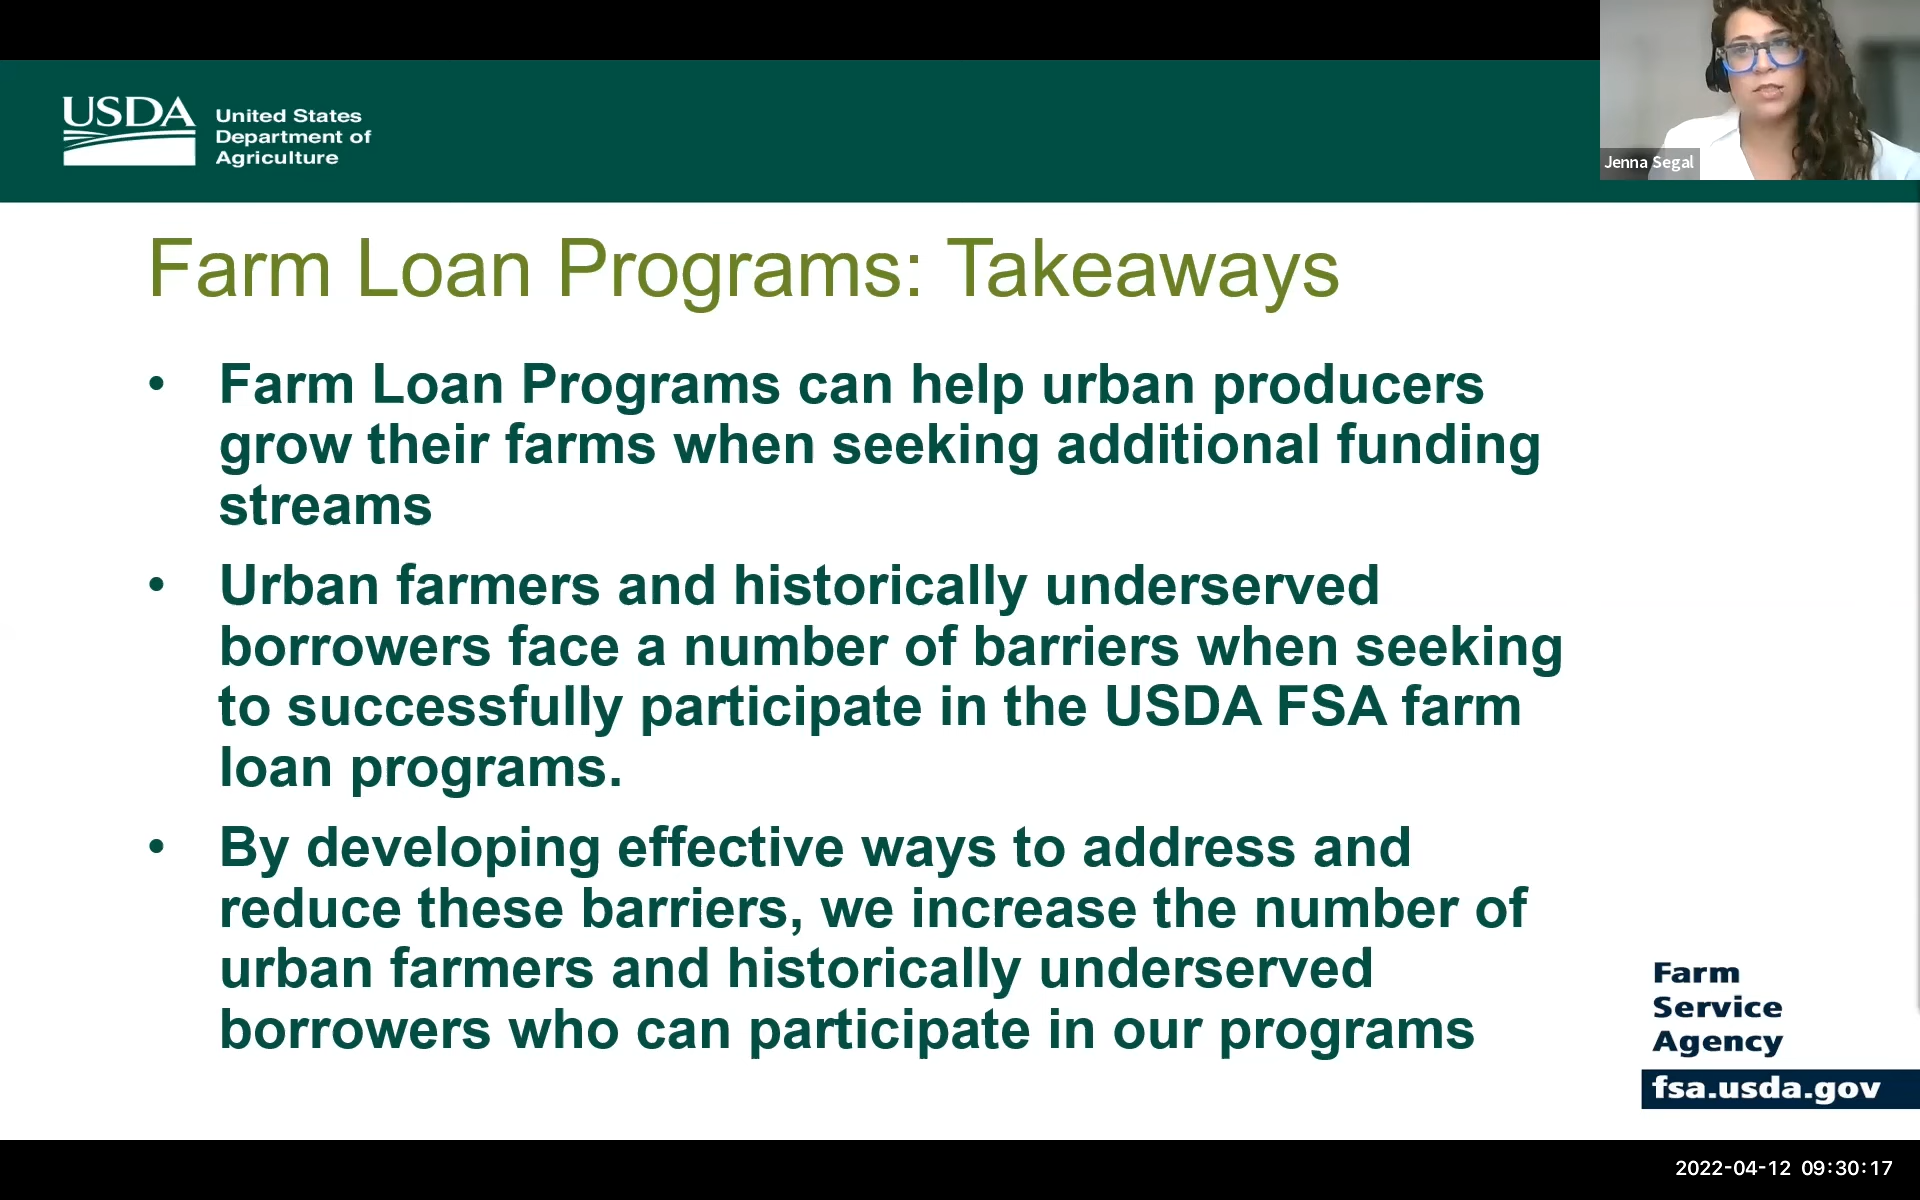 USDA
United States
Department of
Agriculture
Jenna Segal
Farm Loan Programs: Takeaways
• Farm Loan Programs can help urban producers
grow their farms when seeking additional funding
streams
• Urban farmers and historically underserved
borrowers face a number of barriers when seeking
to successfully participate in the USDA FSA farm
loan programs.
• By developing effective ways to address and
reduce these barriers, we increase the number of
urban farmers and historically underserved
borrowers who can participate in our programs
Farm
Service
Agency
fsa.usda.gov
2022-04-12 09:30:17